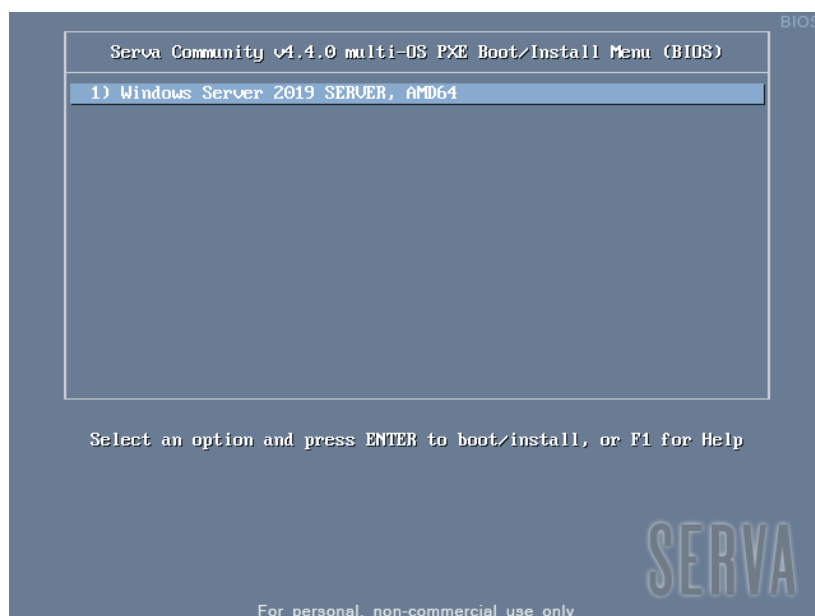 BIOS
Serva Community v4.4.0 multi-OS PXE Boot/Install Menu (BIOS)
1) Windows Server 2019 SERVER, AMD64
Select an option and press ENTER to boot/install, or F1 for Help
SERVA
For personal, non-commercial use only